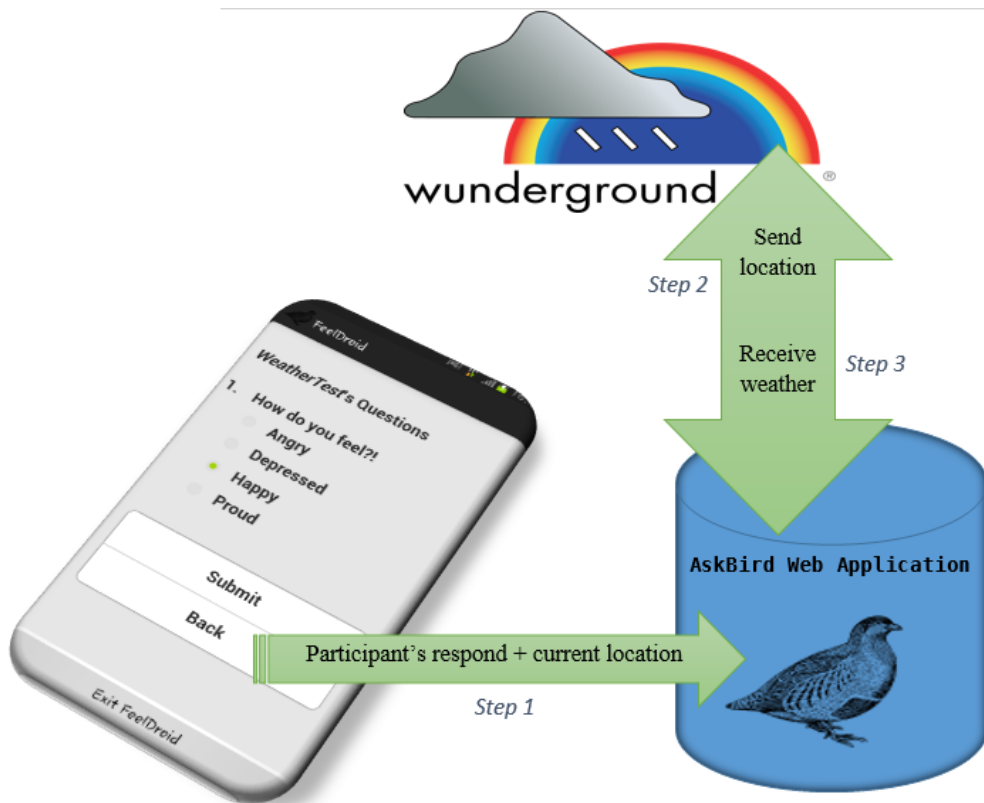 wunderground
®
Send
location
Step 2
Receive
weather
Step 3
FeelDroid
WeatherTest's Questions
1. How do you feel?!
Angry
Depressed
Happy
Proud
Submit
Back
Exit FeelDroid
Participant's respond + current location
Step 1
AskBird Web Application